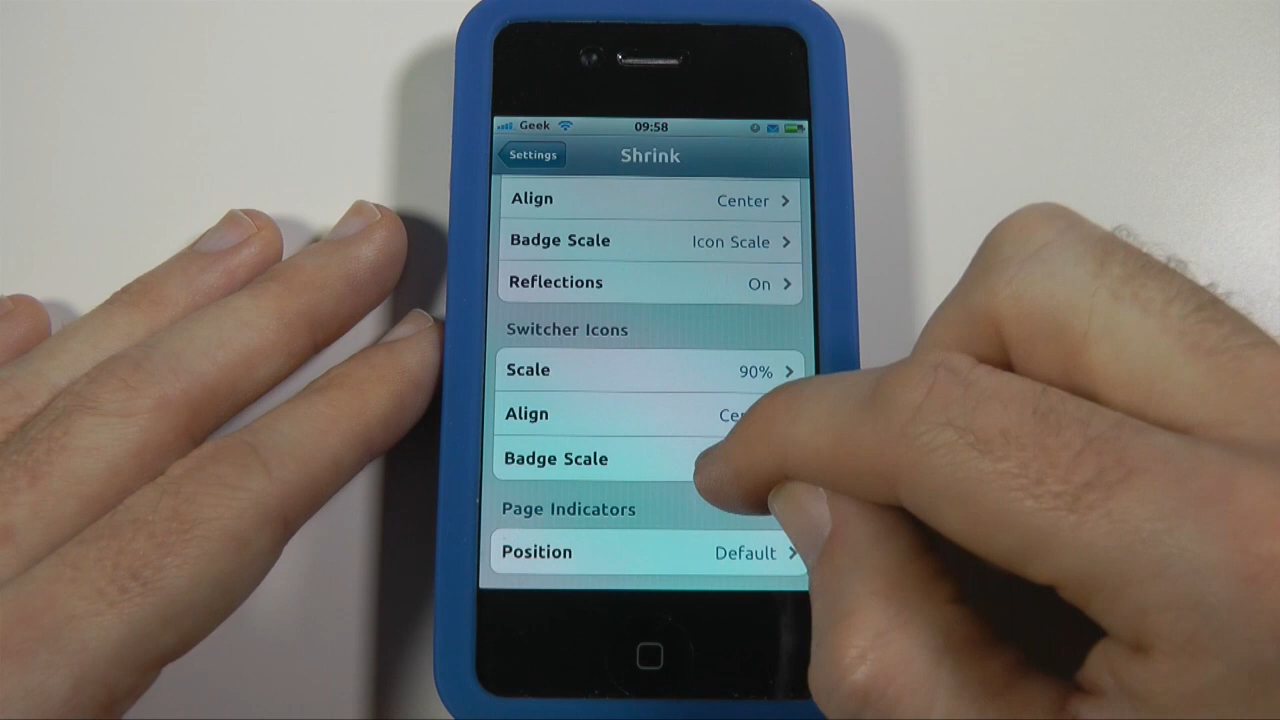 Geek 09:58
Settings Shrink
Align Center
Badge Scale Icon Scale
Reflections On
Switcher Icons
Scale 90%
Align
Badge Scale
Page Indicators
Position Default